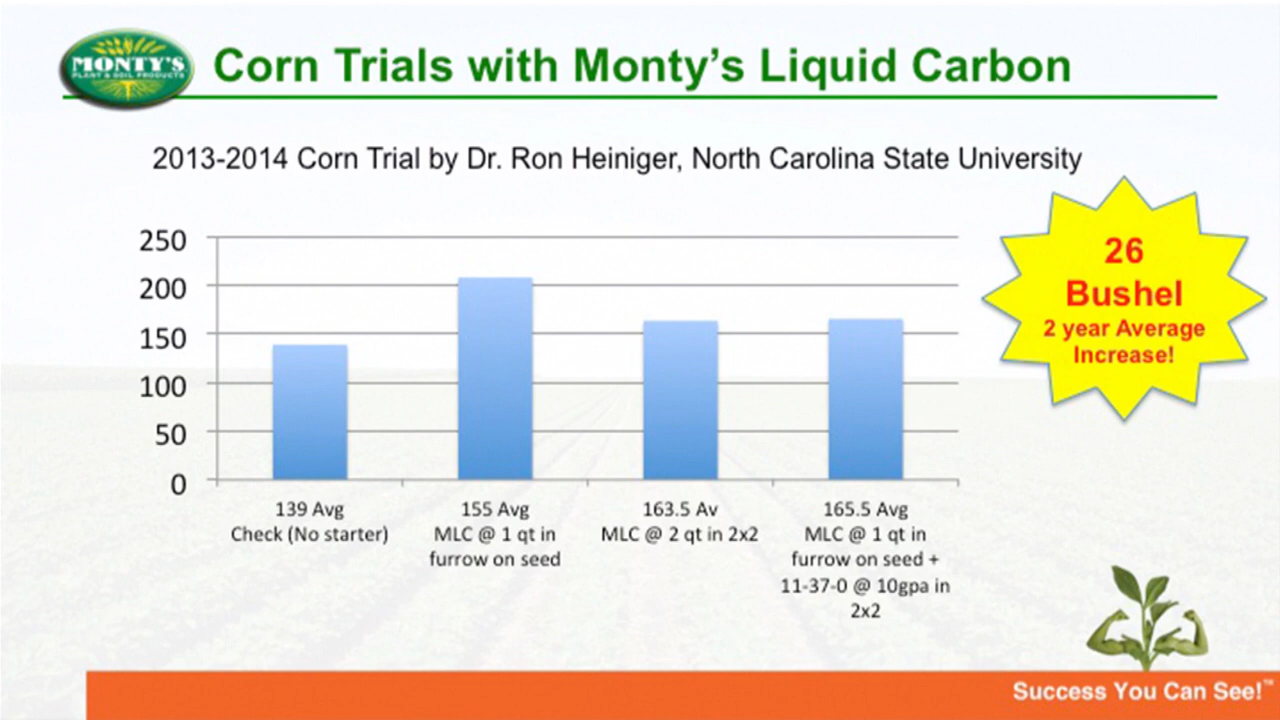 MONTY'S
PLANT & SOIL PRODUCTS
Corn Trials with Monty's Liquid Carbon
2013-2014 Corn Trial by Dr. Ron Heiniger, North Carolina State University
26
Bushel
2 year Average
Increase!
250
200
150
100
50
0
139 Avg
Check (No starter)
155 Avg
MLC @ 1 qt in
furrow on seed
163.5 Av
MLC @ 2 qt in 2x2
165.5 Avg
MLC @ 1 qt in
furrow on seed +
11-37-0 @ 10gpa in
2x2
Success You Can See!™